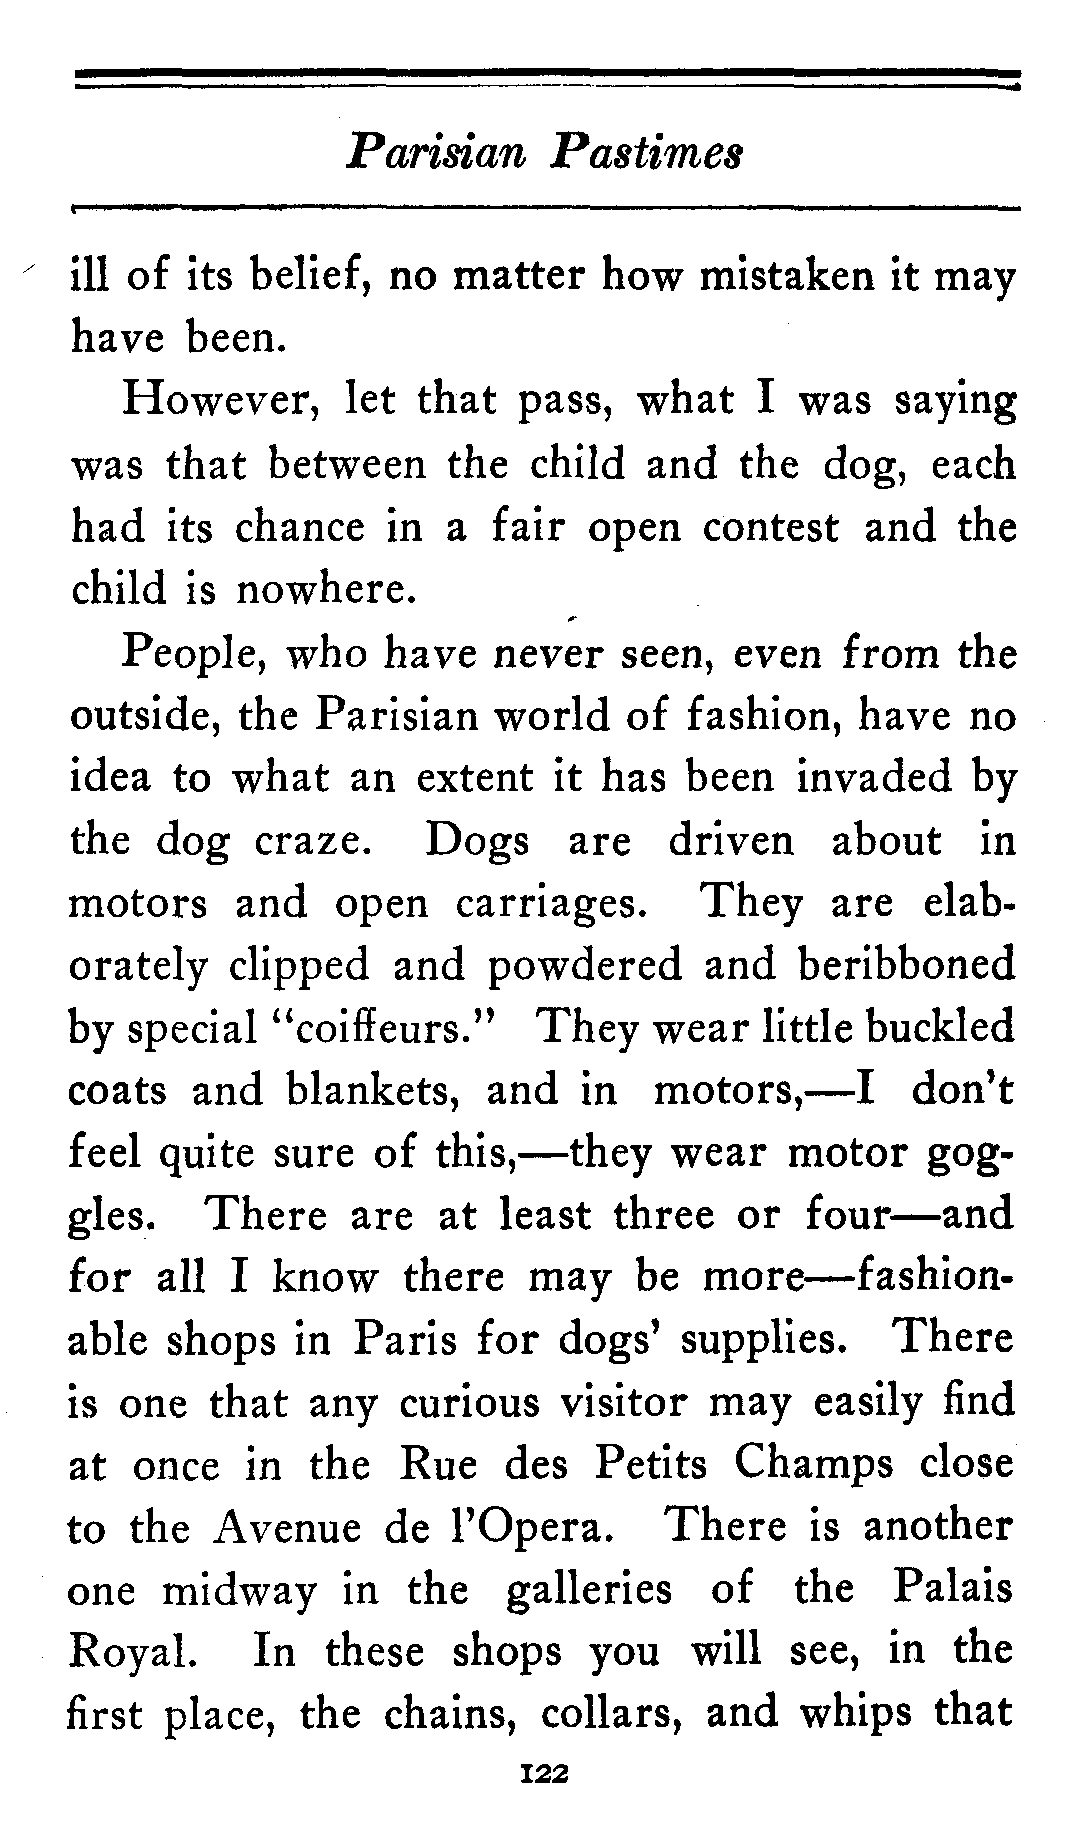 Parisian Pastimes
ill of its belief, no matter how mistaken it may
have been.
However, let that pass, what I was saying
was that between the child and the dog, each
had its chance in a fair open contest and the
child is nowhere.
People, who have never seen, even from the
outside, the Parisian world of fashion, have no
idea to what an extent it has been invaded by
the dog craze. Dogs are driven about in
motors and open carriages. They are elab-
orately clipped and powdered and beribboned
by special "coiffeurs." They wear little buckled
coats and blankets, and in motors,—I don't
feel quite sure of this,—they wear motor gog-
gles. There are at least three or four—and
for all I know there may be more—fashion-
able shops in Paris for dogs' supplies. There
is one that any curious visitor may easily find
at once in the Rue des Petits Champs close
to the Avenue de l'Opera. There is another
one midway in the galleries of the Palais
Royal. In these shops you will see, in the
first place, the chains, collars, and whips that
122